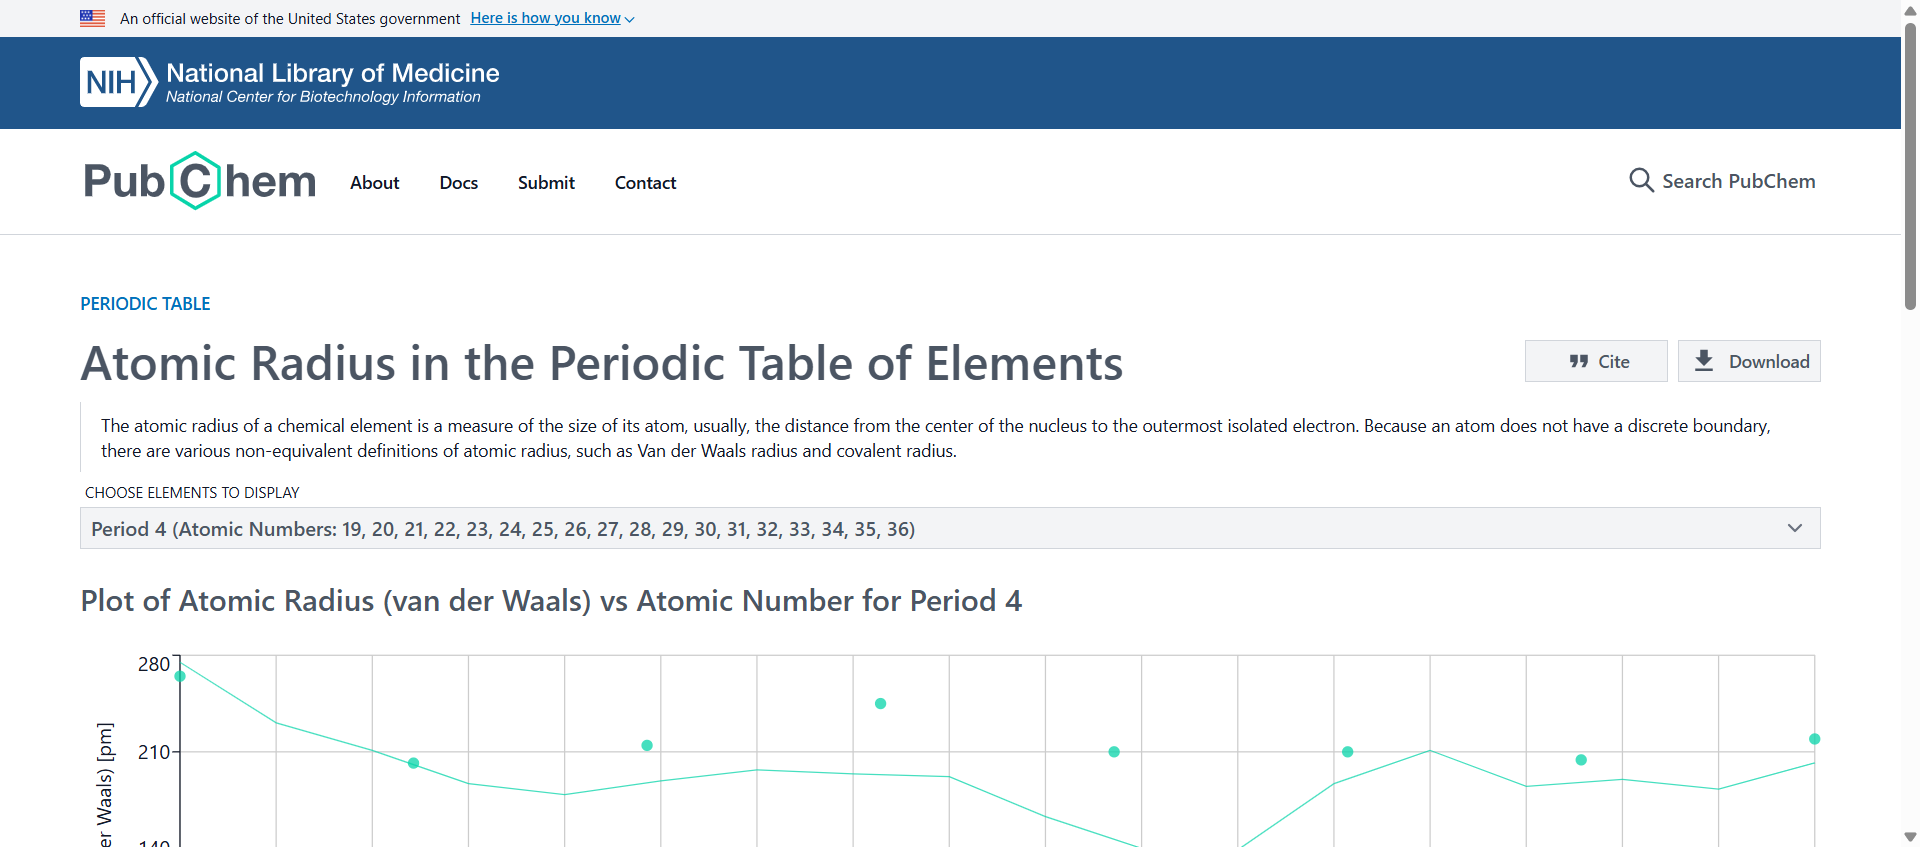 An official website of the United States government Here is how you know
NIH National Library of Medicine
National Center for Biotechnology Information
PubChem About Docs Submit Contact Search PubChem
PERIODIC TABLE
Atomic Radius in the Periodic Table of Elements
Cite Download
The atomic radius of a chemical element is a measure of the size of its atom, usually, the distance from the center of the nucleus to the outermost isolated electron. Because an atom does not have a discrete boundary,
there are various non-equivalent definitions of atomic radius, such as Van der Waals radius and covalent radius.
CHOOSE ELEMENTS TO DISPLAY
Period 4 (Atomic Numbers: 19, 20, 21, 22, 23, 24, 25, 26, 27, 28, 29, 30, 31, 32, 33, 34, 35, 36)
Plot of Atomic Radius (van der Waals) vs Atomic Number for Period 4
280
210
140
er Waals) [pm]